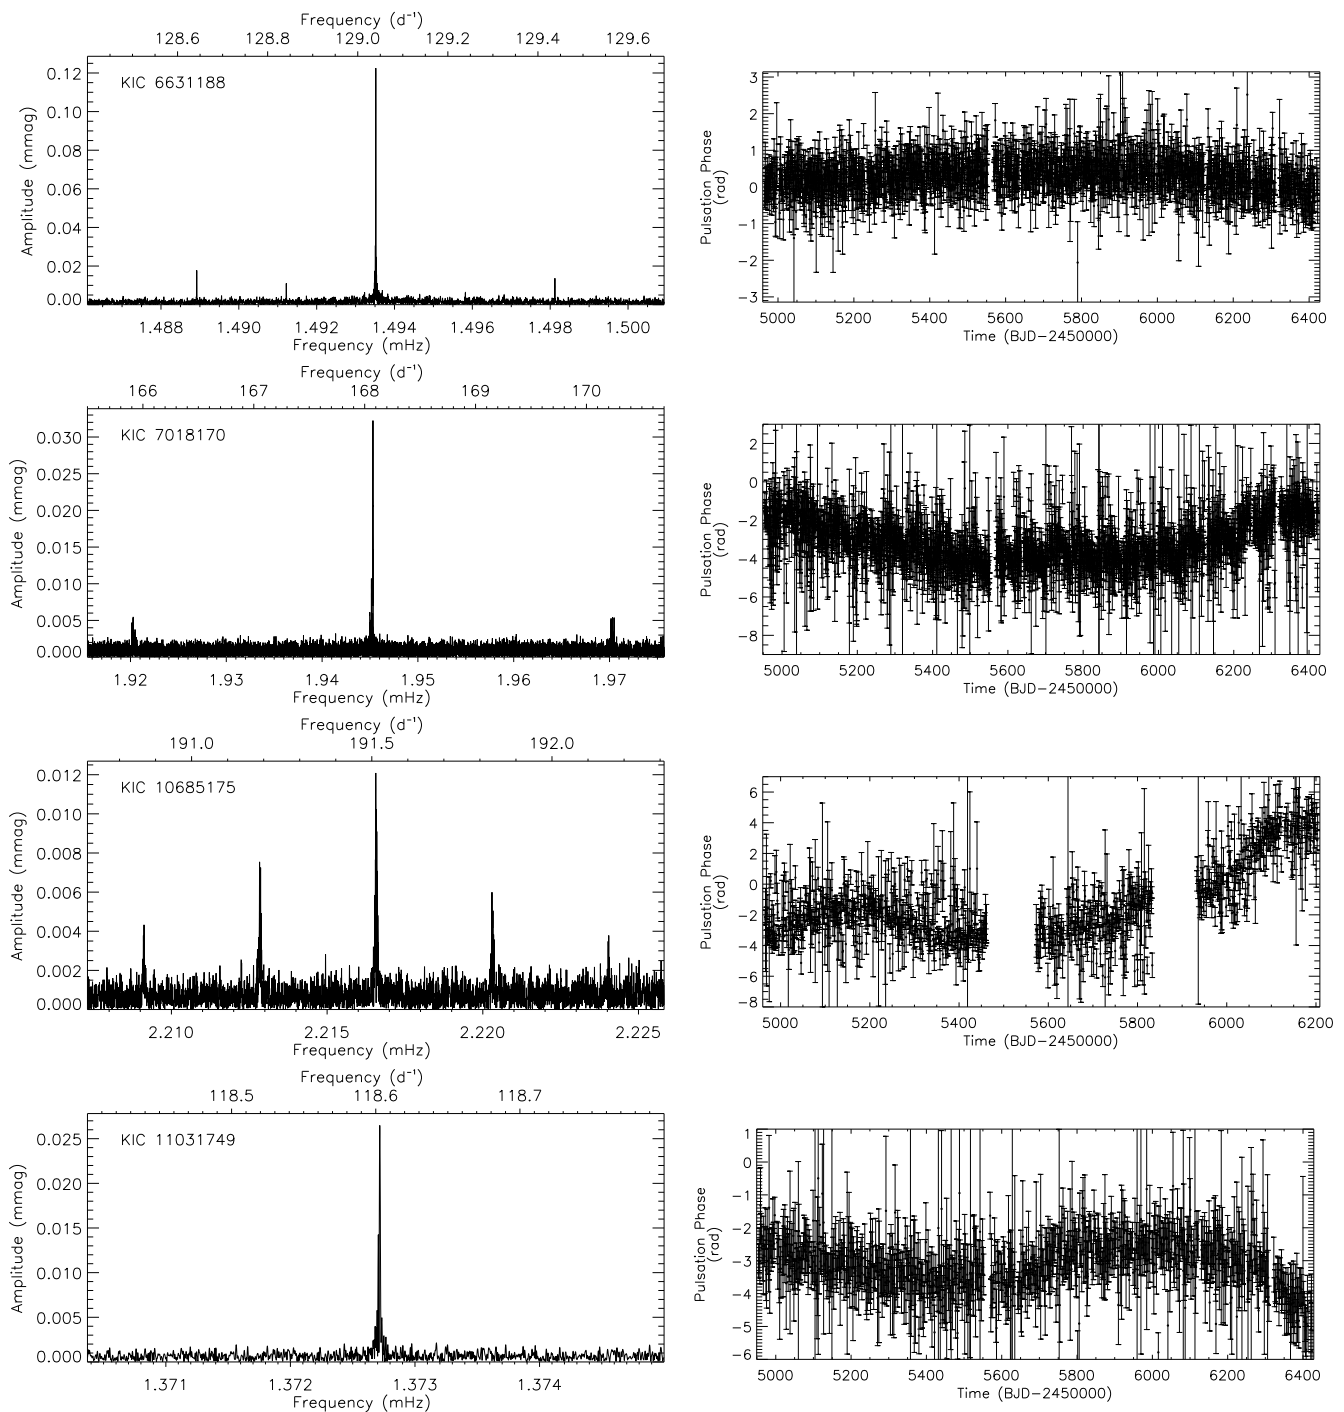 Frequency (d⁻¹)
128.6 128.8 129.0 129.2 129.4 129.6
KIC 6631188
Amplitude (mmag)
0.12
0.10
0.08
0.06
0.04
0.02
0.00
1.488 1.490 1.492 1.494 1.496 1.498 1.500
Frequency (mHz)
Pulsation Phase
(rad)
3
2
1
0
−1
−2
−3
5000 5200 5400 5600 5800 6000 6200 6400
Time (BJD−2450000)
Frequency (d⁻¹)
166 167 168 169 170
KIC 7018170
Amplitude (mmag)
0.030
0.025
0.020
0.015
0.010
0.005
0.000
1.92 1.93 1.94 1.95 1.96 1.97
Frequency (mHz)
Pulsation Phase
(rad)
2
0
−2
−4
−6
−8
5000 5200 5400 5600 5800 6000 6200 6400
Time (BJD−2450000)
Frequency (d⁻¹)
191.0 191.5 192.0
KIC 10685175
Amplitude (mmag)
0.012
0.010
0.008
0.006
0.004
0.002
0.000
2.210 2.215 2.220 2.225
Frequency (mHz)
Pulsation Phase
(rad)
6
4
2
0
−2
−4
−6
−8
5000 5200 5400 5600 5800 6000 6200
Time (BJD−2450000)
Frequency (d⁻¹)
118.5 118.6 118.7
KIC 11031749
Amplitude (mmag)
0.025
0.020
0.015
0.010
0.005
0.000
1.371 1.372 1.373 1.374
Frequency (mHz)
Pulsation Phase
(rad)
0
−1
−2
−3
−4
−5
−6
5000 5200 5400 5600 5800 6000 6200 6400
Time (BJD−2450000)